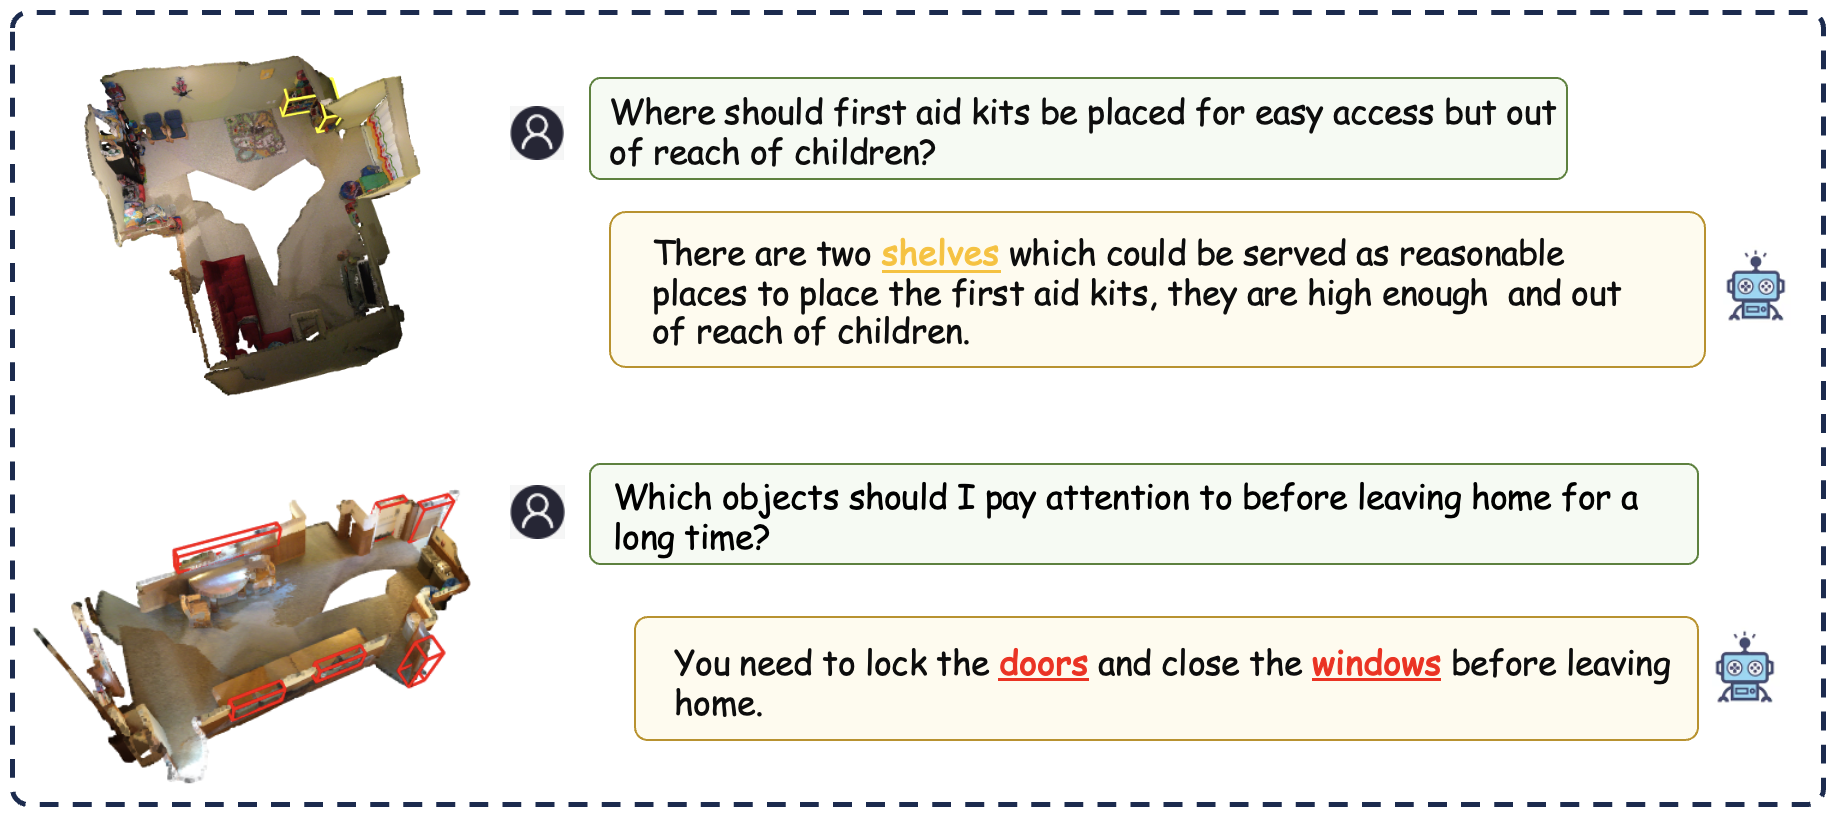 Where should first aid kits be placed for easy access but out
of reach of children?
There are two shelves which could be served as reasonable
places to place the first aid kits, they are high enough and out
of reach of children.
Which objects should I pay attention to before leaving home for a
long time?
You need to lock the doors and close the windows before leaving
home.